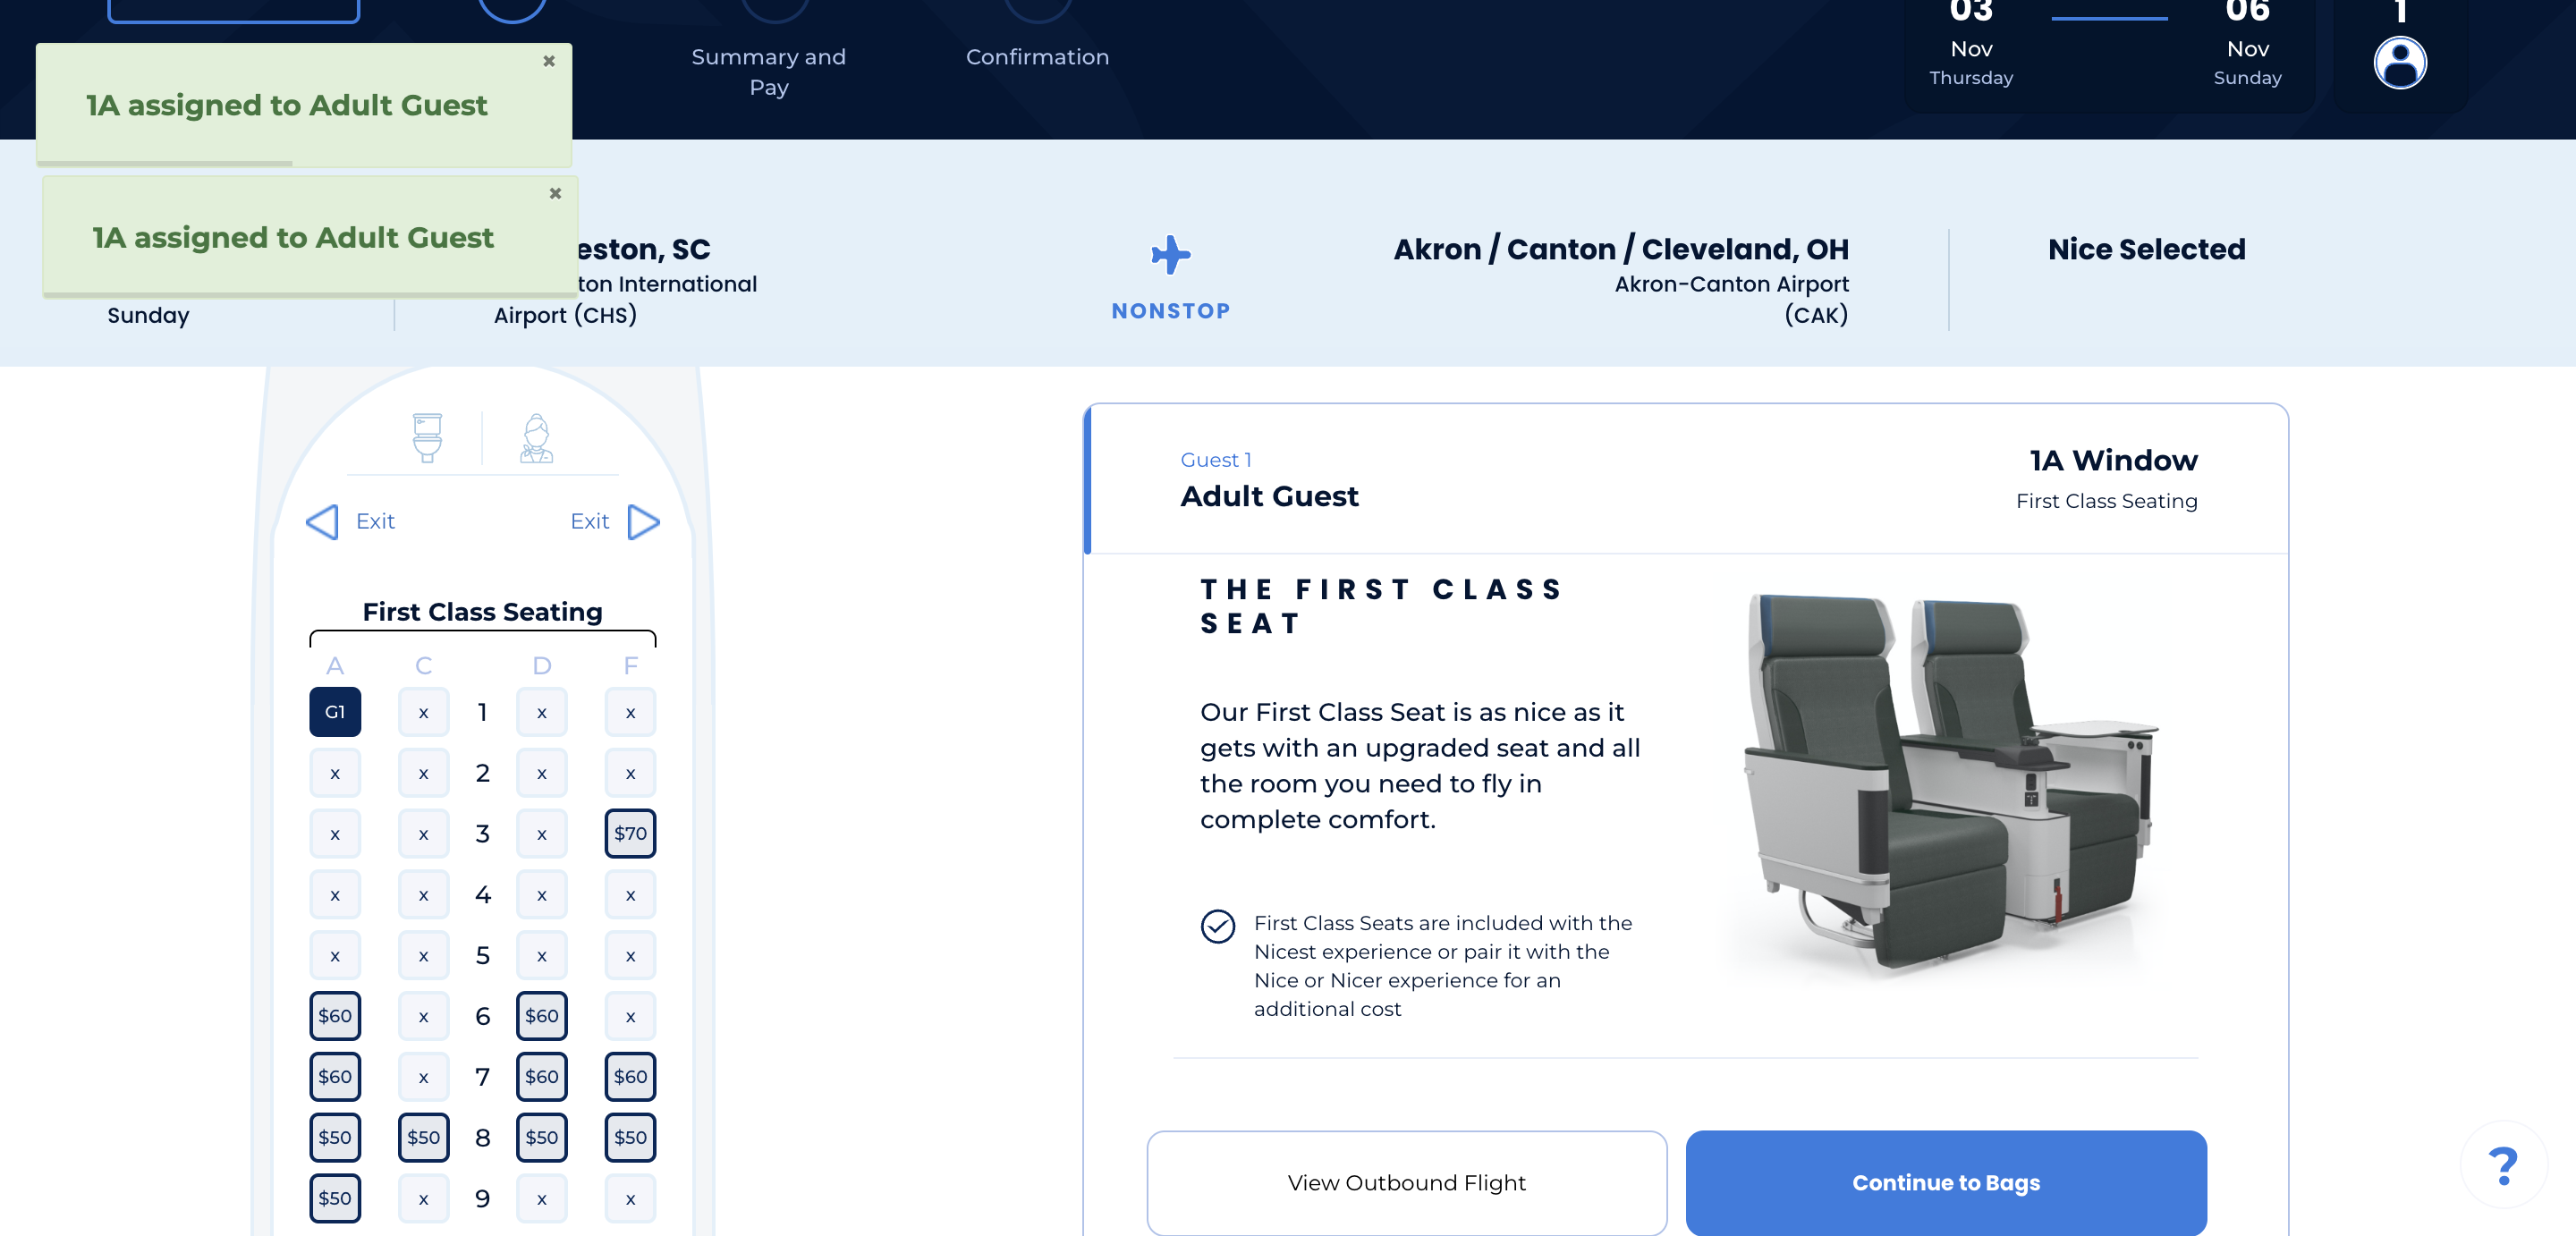 03
06
1
Summary and
Pay
Confirmation
Nov
Nov
Thursday
Sunday
✖
1A assigned to Adult Guest
✖
1A assigned to Adult Guest
Sunday
eston, SC
ton International
Airport (CHS)
NONSTOP
Akron / Canton / Cleveland, OH
Akron-Canton Airport
(CAK)
Nice Selected
Exit
Exit
First Class Seating
A C D F
G1 x 1 x x
x x 2 x x
x x 3 x $70
x x 4 x x
x x 5 x x
$60 x 6 $60 x
$60 x 7 $60 $60
$50 $50 8 $50 $50
$50 x 9 x x
Guest 1
Adult Guest
1A Window
First Class Seating
THE FIRST CLASS
SEAT
Our First Class Seat is as nice as it
gets with an upgraded seat and all
the room you need to fly in
complete comfort.
First Class Seats are included with the
Nicest experience or pair it with the
Nice or Nicer experience for an
additional cost
View Outbound Flight
Continue to Bags
?